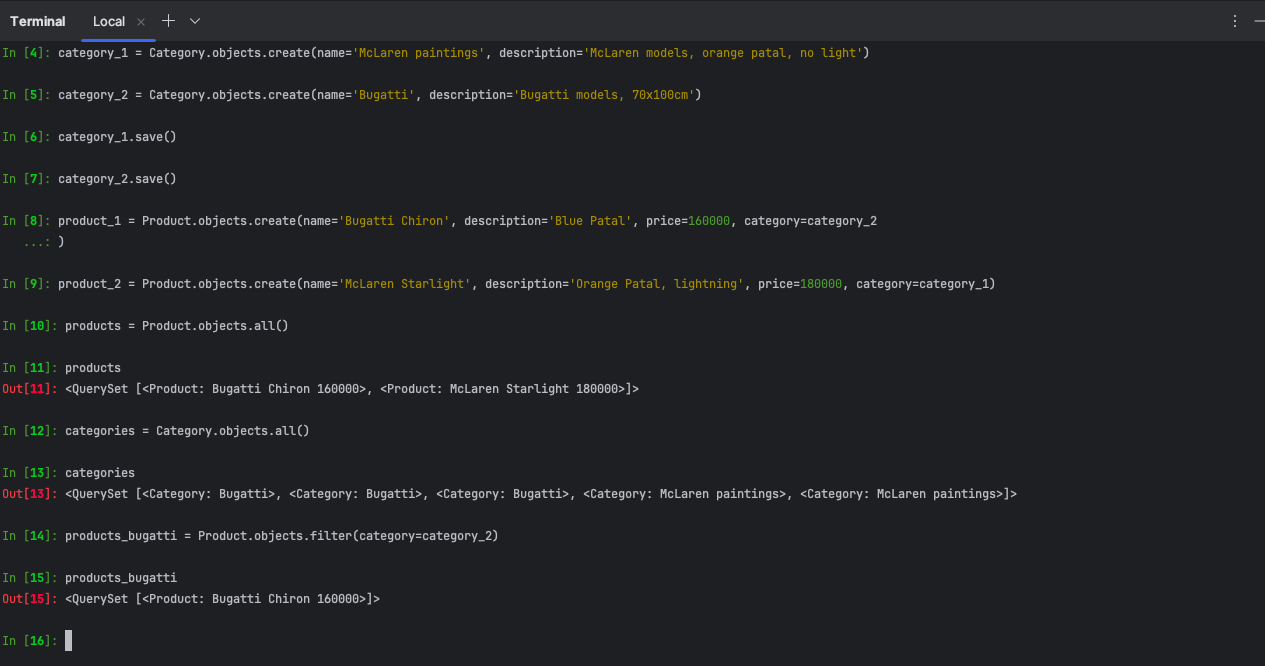 Terminal Local
In [4]: category_1 = Category.objects.create(name='McLaren paintings', description='McLaren models, orange patal, no light')
In [5]: category_2 = Category.objects.create(name='Bugatti', description='Bugatti models, 70x100cm')
In [6]: category_1.save()
In [7]: category_2.save()
In [8]: product_1 = Product.objects.create(name='Bugatti Chiron', description='Blue Patal', price=160000, category=category_2
...: )
In [9]: product_2 = Product.objects.create(name='McLaren Starlight', description='Orange Patal, lightning', price=180000, category=category_1)
In [10]: products = Product.objects.all()
In [11]: products
Out[11]: <QuerySet [<Product: Bugatti Chiron 160000>, <Product: McLaren Starlight 180000>]>
In [12]: categories = Category.objects.all()
In [13]: categories
Out[13]: <QuerySet [<Category: Bugatti>, <Category: Bugatti>, <Category: Bugatti>, <Category: McLaren paintings>, <Category: McLaren paintings>]>
In [14]: products_bugatti = Product.objects.filter(category=category_2)
In [15]: products_bugatti
Out[15]: <QuerySet [<Product: Bugatti Chiron 160000>]>
In [16]: